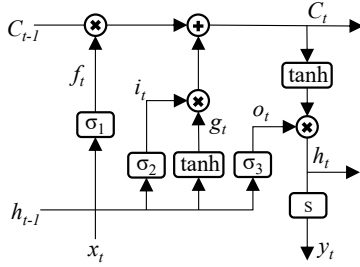 C_{t-1} × + C_t
tanh
f_t i_t × o_t ×
g_t
σ_1 σ_2 tanh σ_3 h_t
h_{t-1} s
x_t y_t